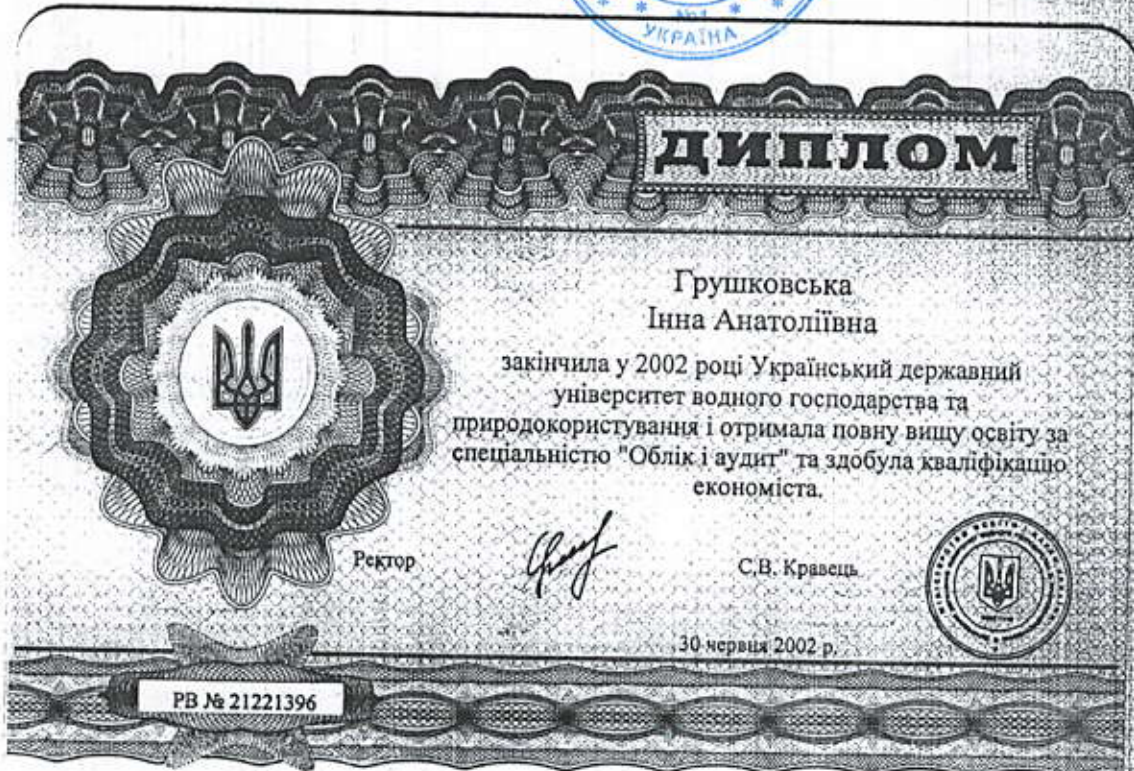 №1
УКРАЇНА
ДИПЛОМ
Грушковська
Інна Анатоліївна
закінчила у 2002 році Український державний
університет водного господарства та
природокористування і отримала повну вищу освіту за
спеціальністю "Облік і аудит" та здобула кваліфікацію
економіста.
Ректор
С.В. Кравець
30 червня 2002 р.
РВ № 21221396